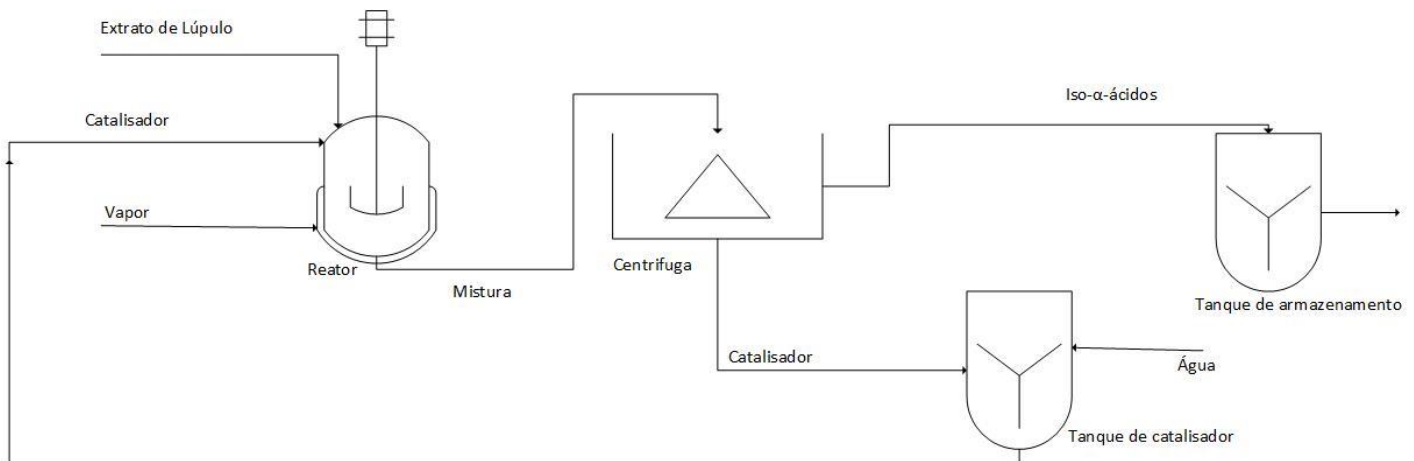 Extrato de Lúpulo
Catalisador
Vapor
Reator
Mistura
Centrifuga
Iso-α-ácidos
Tanque de armazenamento
Catalisador
Água
Tanque de catalisador